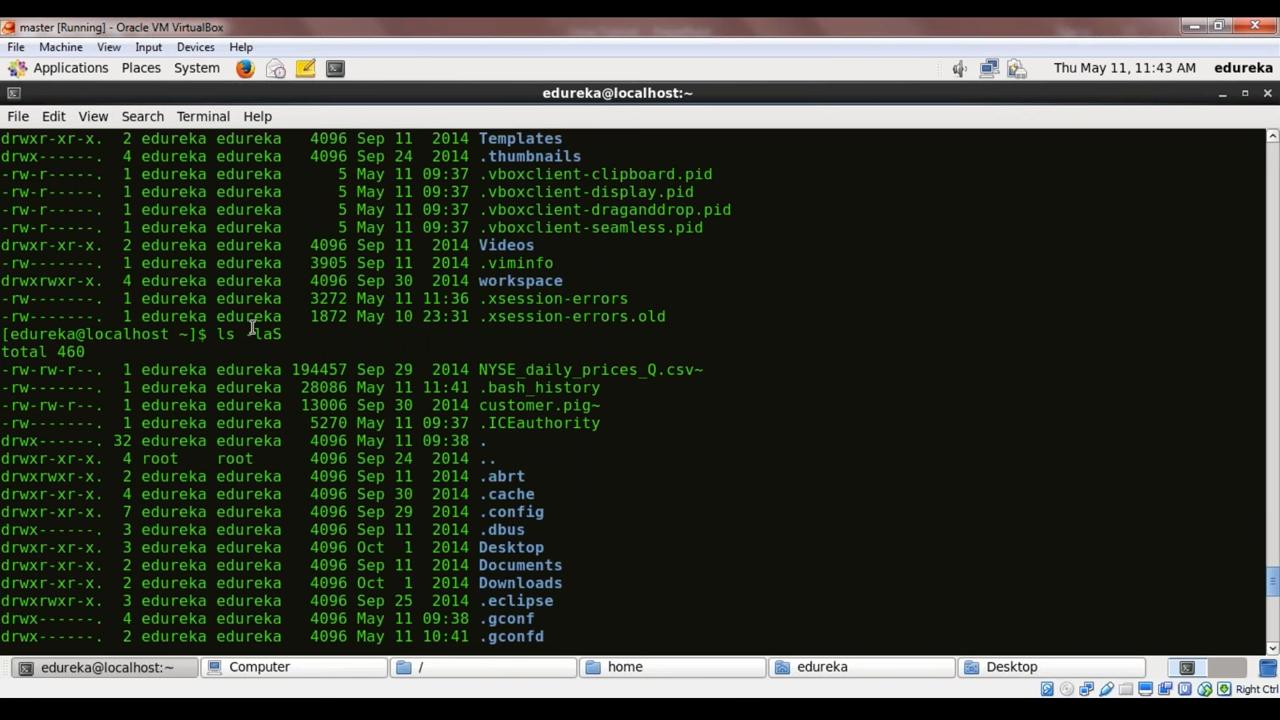 master [Running] - Oracle VM VirtualBox
File Machine View Input Devices Help
Applications Places System Thu May 11, 11:43 AM edureka
edureka@localhost:~
File Edit View Search Terminal Help
drwxr-xr-x. 2 edureka edureka 4096 Sep 11 2014 Templates
drwx------. 4 edureka edureka 4096 Sep 24 2014 .thumbnails
-rw-r-----. 1 edureka edureka 5 May 11 09:37 .vboxclient-clipboard.pid
-rw-r-----. 1 edureka edureka 5 May 11 09:37 .vboxclient-display.pid
-rw-r-----. 1 edureka edureka 5 May 11 09:37 .vboxclient-draganddrop.pid
-rw-r-----. 1 edureka edureka 5 May 11 09:37 .vboxclient-seamless.pid
drwxr-xr-x. 2 edureka edureka 4096 Sep 11 2014 Videos
-rw-------. 1 edureka edureka 3905 Sep 11 2014 .viminfo
drwxrwxr-x. 4 edureka edureka 4096 Sep 30 2014 workspace
-rw-------. 1 edureka edureka 3272 May 11 11:36 .xsession-errors
-rw-------. 1 edureka edureka 1872 May 10 23:31 .xsession-errors.old
[edureka@localhost ~]$ ls -laS
total 460
-rw-rw-r--. 1 edureka edureka 194457 Sep 29 2014 NYSE_daily_prices_Q.csv~
-rw-------. 1 edureka edureka 28086 May 11 11:41 .bash_history
-rw-rw-r--. 1 edureka edureka 13006 Sep 30 2014 customer.pig~
-rw-------. 1 edureka edureka 5270 May 11 09:37 .ICEauthority
drwx------. 32 edureka edureka 4096 May 11 09:38 .
drwxr-xr-x. 4 root root 4096 Sep 24 2014 ..
drwxr-xr-x. 2 edureka edureka 4096 Sep 11 2014 .abrt
drwxr-xr-x. 4 edureka edureka 4096 Sep 30 2014 .cache
drwxr-xr-x. 7 edureka edureka 4096 Sep 29 2014 .config
drwx------. 3 edureka edureka 4096 Sep 11 2014 .dbus
drwxr-xr-x. 3 edureka edureka 4096 Oct 1 2014 Desktop
drwxr-xr-x. 2 edureka edureka 4096 Sep 11 2014 Documents
drwxr-xr-x. 2 edureka edureka 4096 Oct 1 2014 Downloads
drwxrwxr-x. 3 edureka edureka 4096 Sep 25 2014 .eclipse
drwx------. 4 edureka edureka 4096 May 11 09:38 .gconf
drwx------. 2 edureka edureka 4096 May 11 10:41 .gconfd
edureka@localhost:~ Computer / home edureka Desktop
Right Ctrl